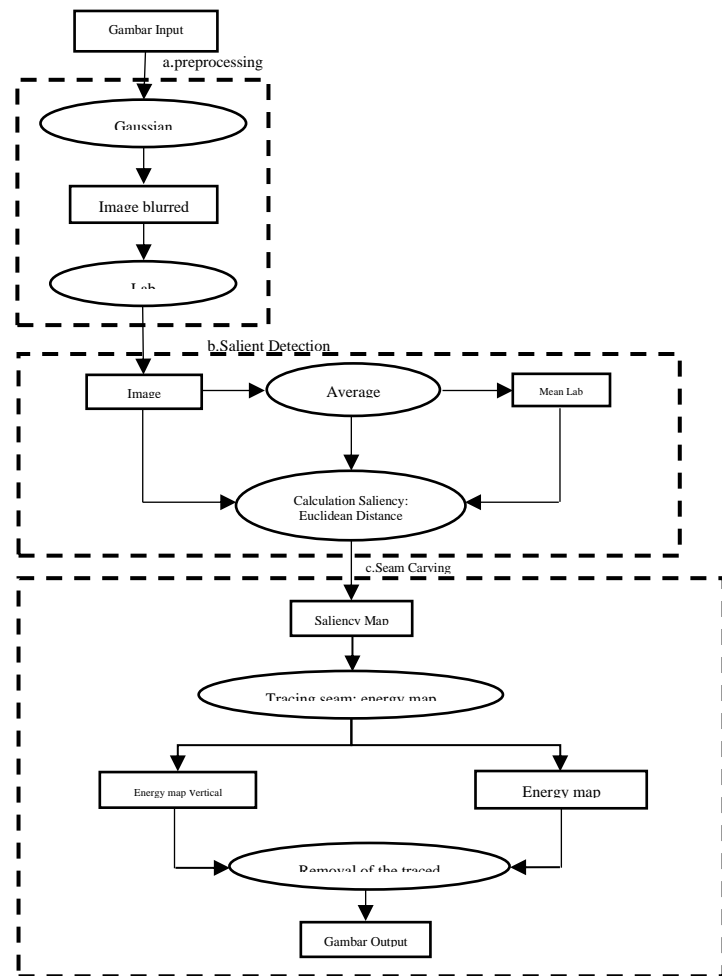 Gambar Input
a.preprocessing
Gaussian
Image blurred
Lab
b.Salient Detection
Image
Average
Mean Lab
Calculation Saliency:
Euclidean Distance
c.Seam Carving
Saliency Map
Tracing seam: energy map
Energy map Vertical
Energy map
Removal of the traced
Gambar Output